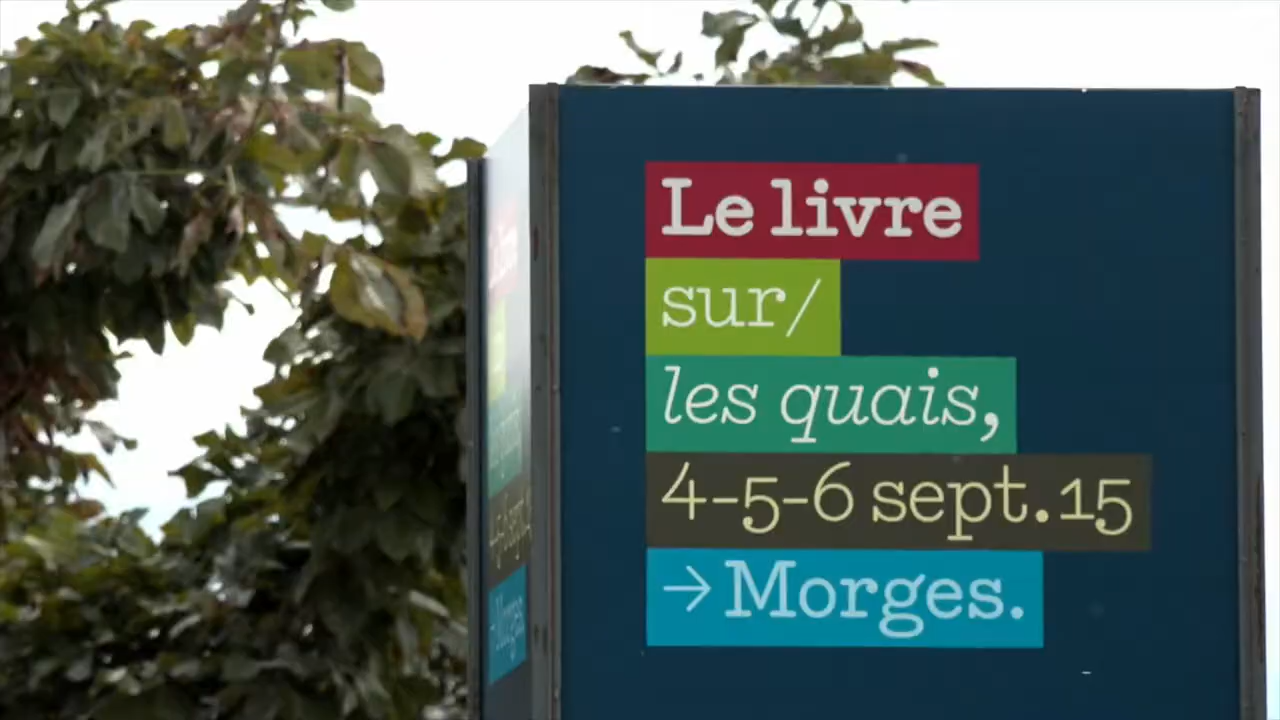 Le livre
sur/
les quais,
4-5-6 sept. 15
→ Morges.